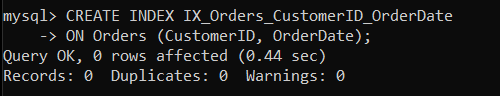 mysql> CREATE INDEX IX_Orders_CustomerID_OrderDate
    -> ON Orders (CustomerID, OrderDate);
Query OK, 0 rows affected (0.44 sec)
Records: 0  Duplicates: 0  Warnings: 0